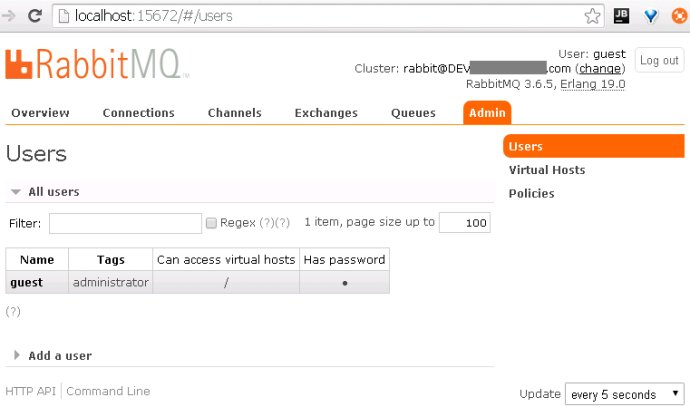 localhost:15672/#/users
JB
RabbitMQ TM
User: guest
Cluster: rabbit@DEV .com (change)
RabbitMQ 3.6.5, Erlang 19.0
Log out
Overview Connections Channels Exchanges Queues Admin
Users
Users
Virtual Hosts
Policies
All users
Filter: Regex (?)(?) 1 item, page size up to 100
Name Tags Can access virtual hosts Has password
guest administrator / •
(?)
Add a user
HTTP API Command Line
Update every 5 seconds